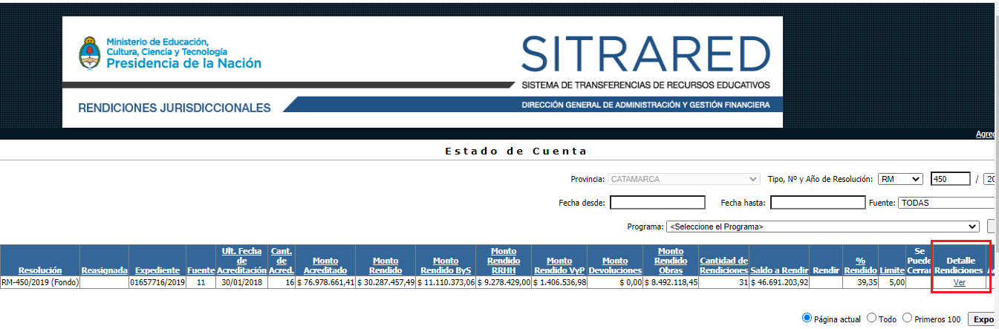 Ministerio de Educación,
Cultura, Ciencia y Tecnología
Presidencia de la Nación
SITRARED
SISTEMA DE TRANSFERENCIAS DE RECURSOS EDUCATIVOS
RENDICIONES JURISDICCIONALES
DIRECCIÓN GENERAL DE ADMINISTRACIÓN Y GESTIÓN FINANCIERA
Agreg
Estado de Cuenta
Provincia: CATAMARCA Tipo, Nº y Año de Resolución: RM 450 / 20
Fecha desde: Fecha hasta: Fuente: TODAS
Programa: <Seleccione el Programa>
Resolución Reasignada Expediente Fuente Ult. Fecha de Acreditación Cant. de Acred. Monto Acreditado Monto Rendido Monto Rendido ByS Monto Rendido RRHH Monto Rendido VyP Monto Devoluciones Monto Rendido Obras Cantidad de Rendiciones Saldo a Rendir Rendir % Rendido Limite Se Puede Cerrar Detalle Rendiciones
RM-450/2019 (Fondo) 01657716/2019 11 30/01/2018 16 $ 76.978.661,41 $ 30.287.457,49 $ 11.110.373,06 $ 9.278.429,00 $ 1.406.536,98 $ 0,00 $ 8.492.118,45 31 $ 46.691.203,92 39,35 5,00 Ver
Página actual Todo Primeros 100 Expo